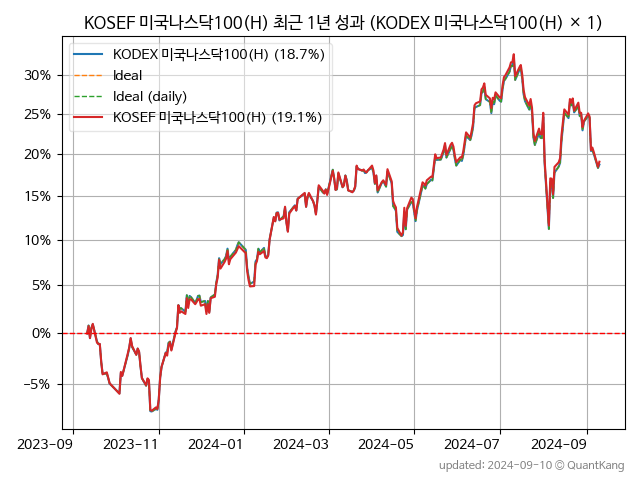 KOSEF 미국나스닥100(H) 최근 1년 성과 (KODEX 미국나스닥100(H) × 1)
KODEX 미국나스닥100(H) (18.7%)
Ideal
Ideal (daily)
KOSEF 미국나스닥100(H) (19.1%)
30%
25%
20%
15%
10%
5%
0%
−5%
2023-09
2023-11
2024-01
2024-03
2024-05
2024-07
2024-09
updated: 2024-09-10 © QuantKang